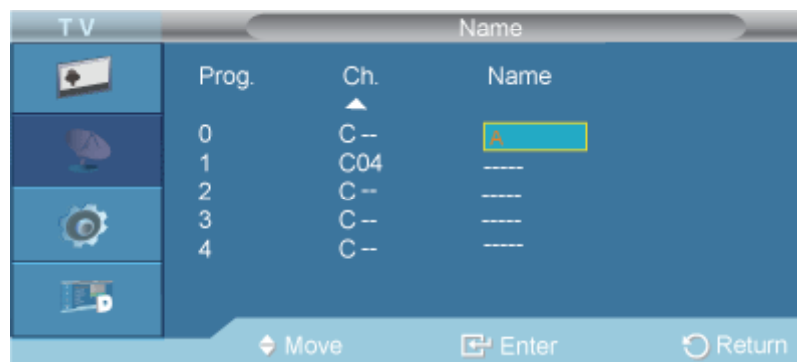 TV Name
Prog. Ch. Name
0 C -- A
1 C04 -----
2 C -- -----
3 C -- -----
4 C -- -----
Move Enter Return